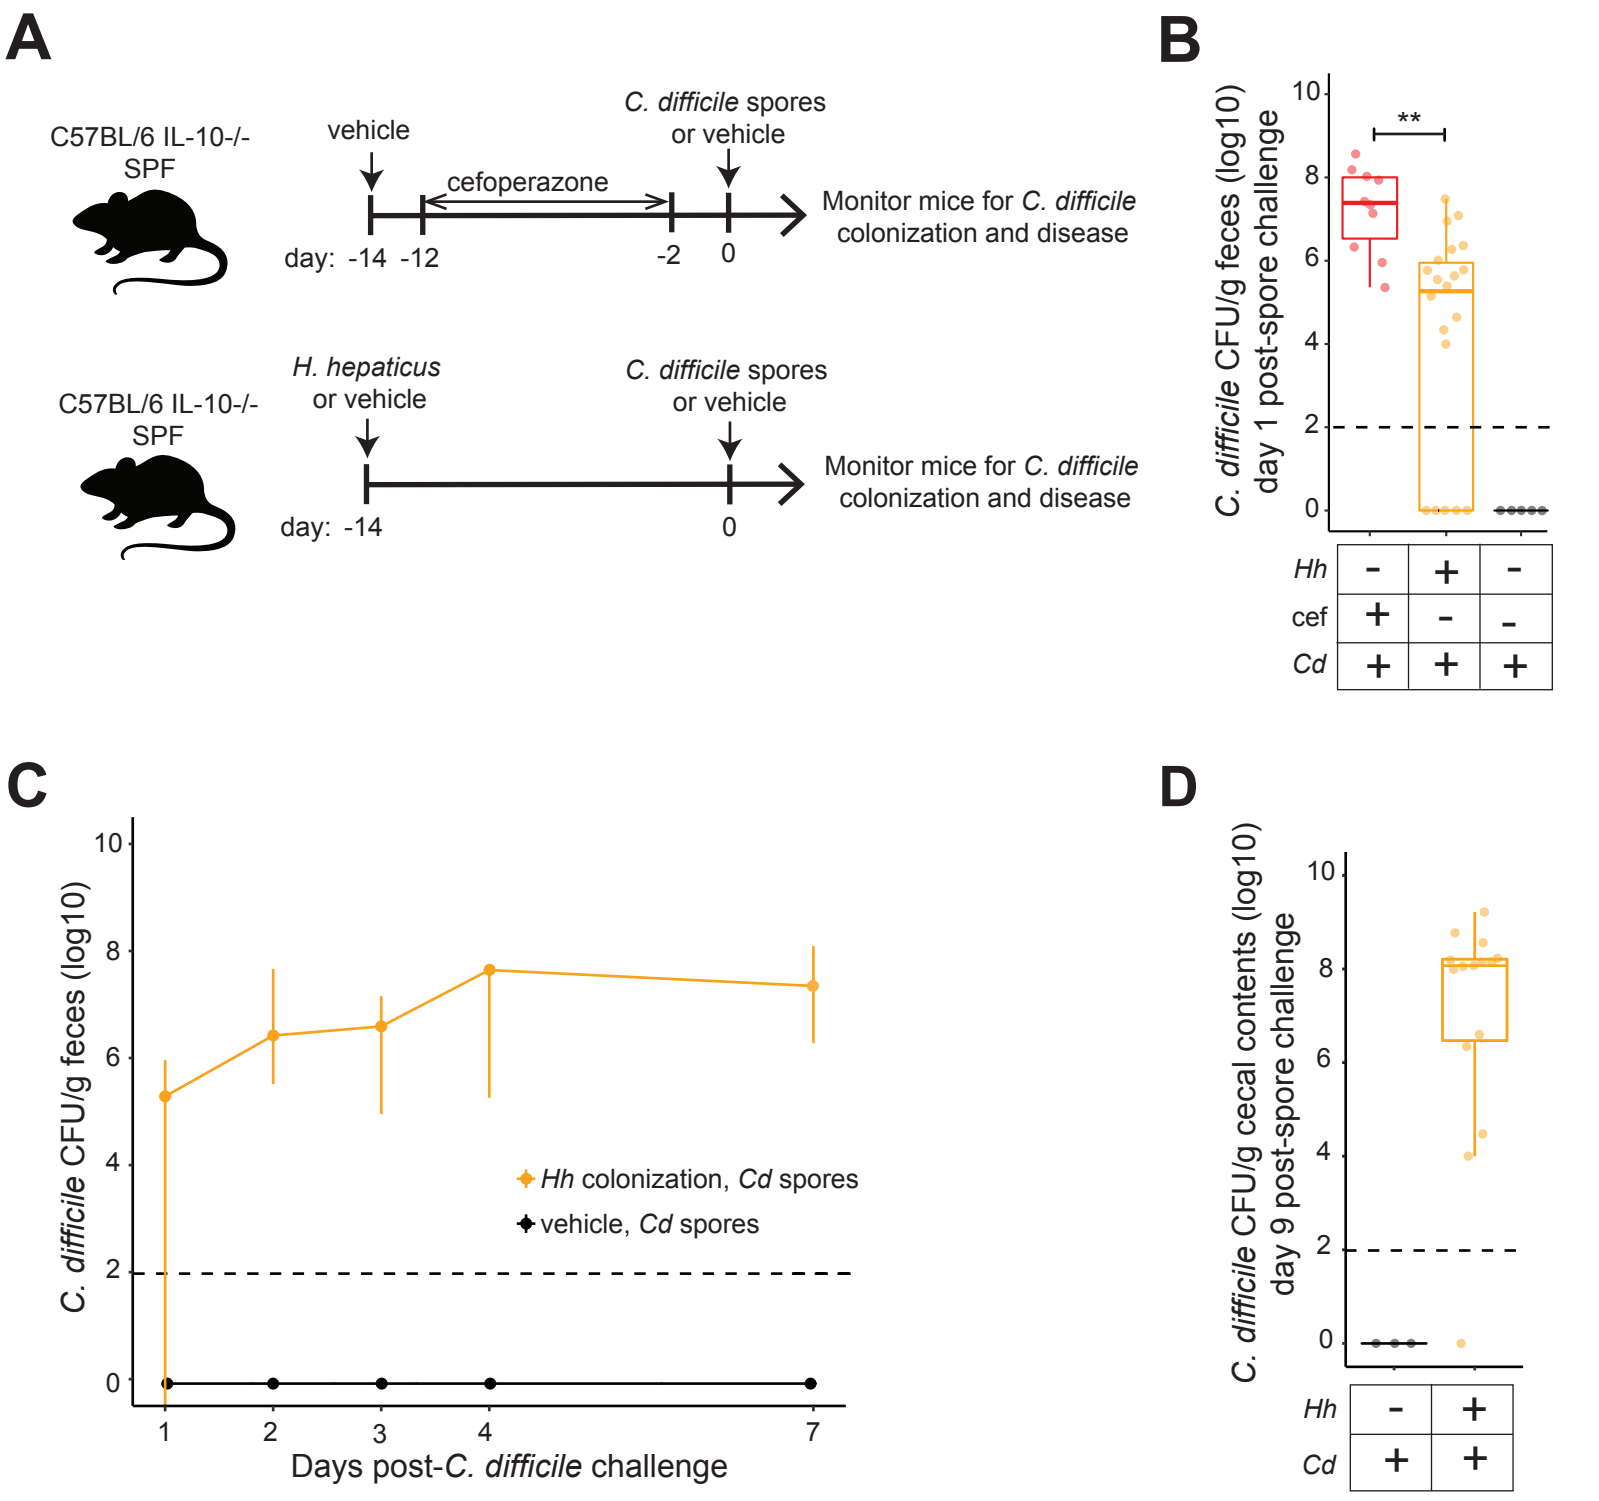 A
C57BL/6 IL-10-/-
SPF
vehicle
cefoperazone
C. difficile spores
or vehicle
day: -14 -12 -2 0
Monitor mice for C. difficile
colonization and disease
C57BL/6 IL-10-/-
SPF
H. hepaticus
or vehicle
C. difficile spores
or vehicle
day: -14 0
Monitor mice for C. difficile
colonization and disease
B
C. difficile CFU/g feces (log10)
day 1 post-spore challenge
10
8
6
4
2
0
**
Hh - + -
cef + - -
Cd + + +
C
C. difficile CFU/g feces (log10)
10
8
6
4
2
0
Hh colonization, Cd spores
vehicle, Cd spores
1 2 3 4 7
Days post-C. difficile challenge
D
C. difficile CFU/g cecal contents (log10)
day 9 post-spore challenge
10
8
6
4
2
0
Hh - +
Cd + +